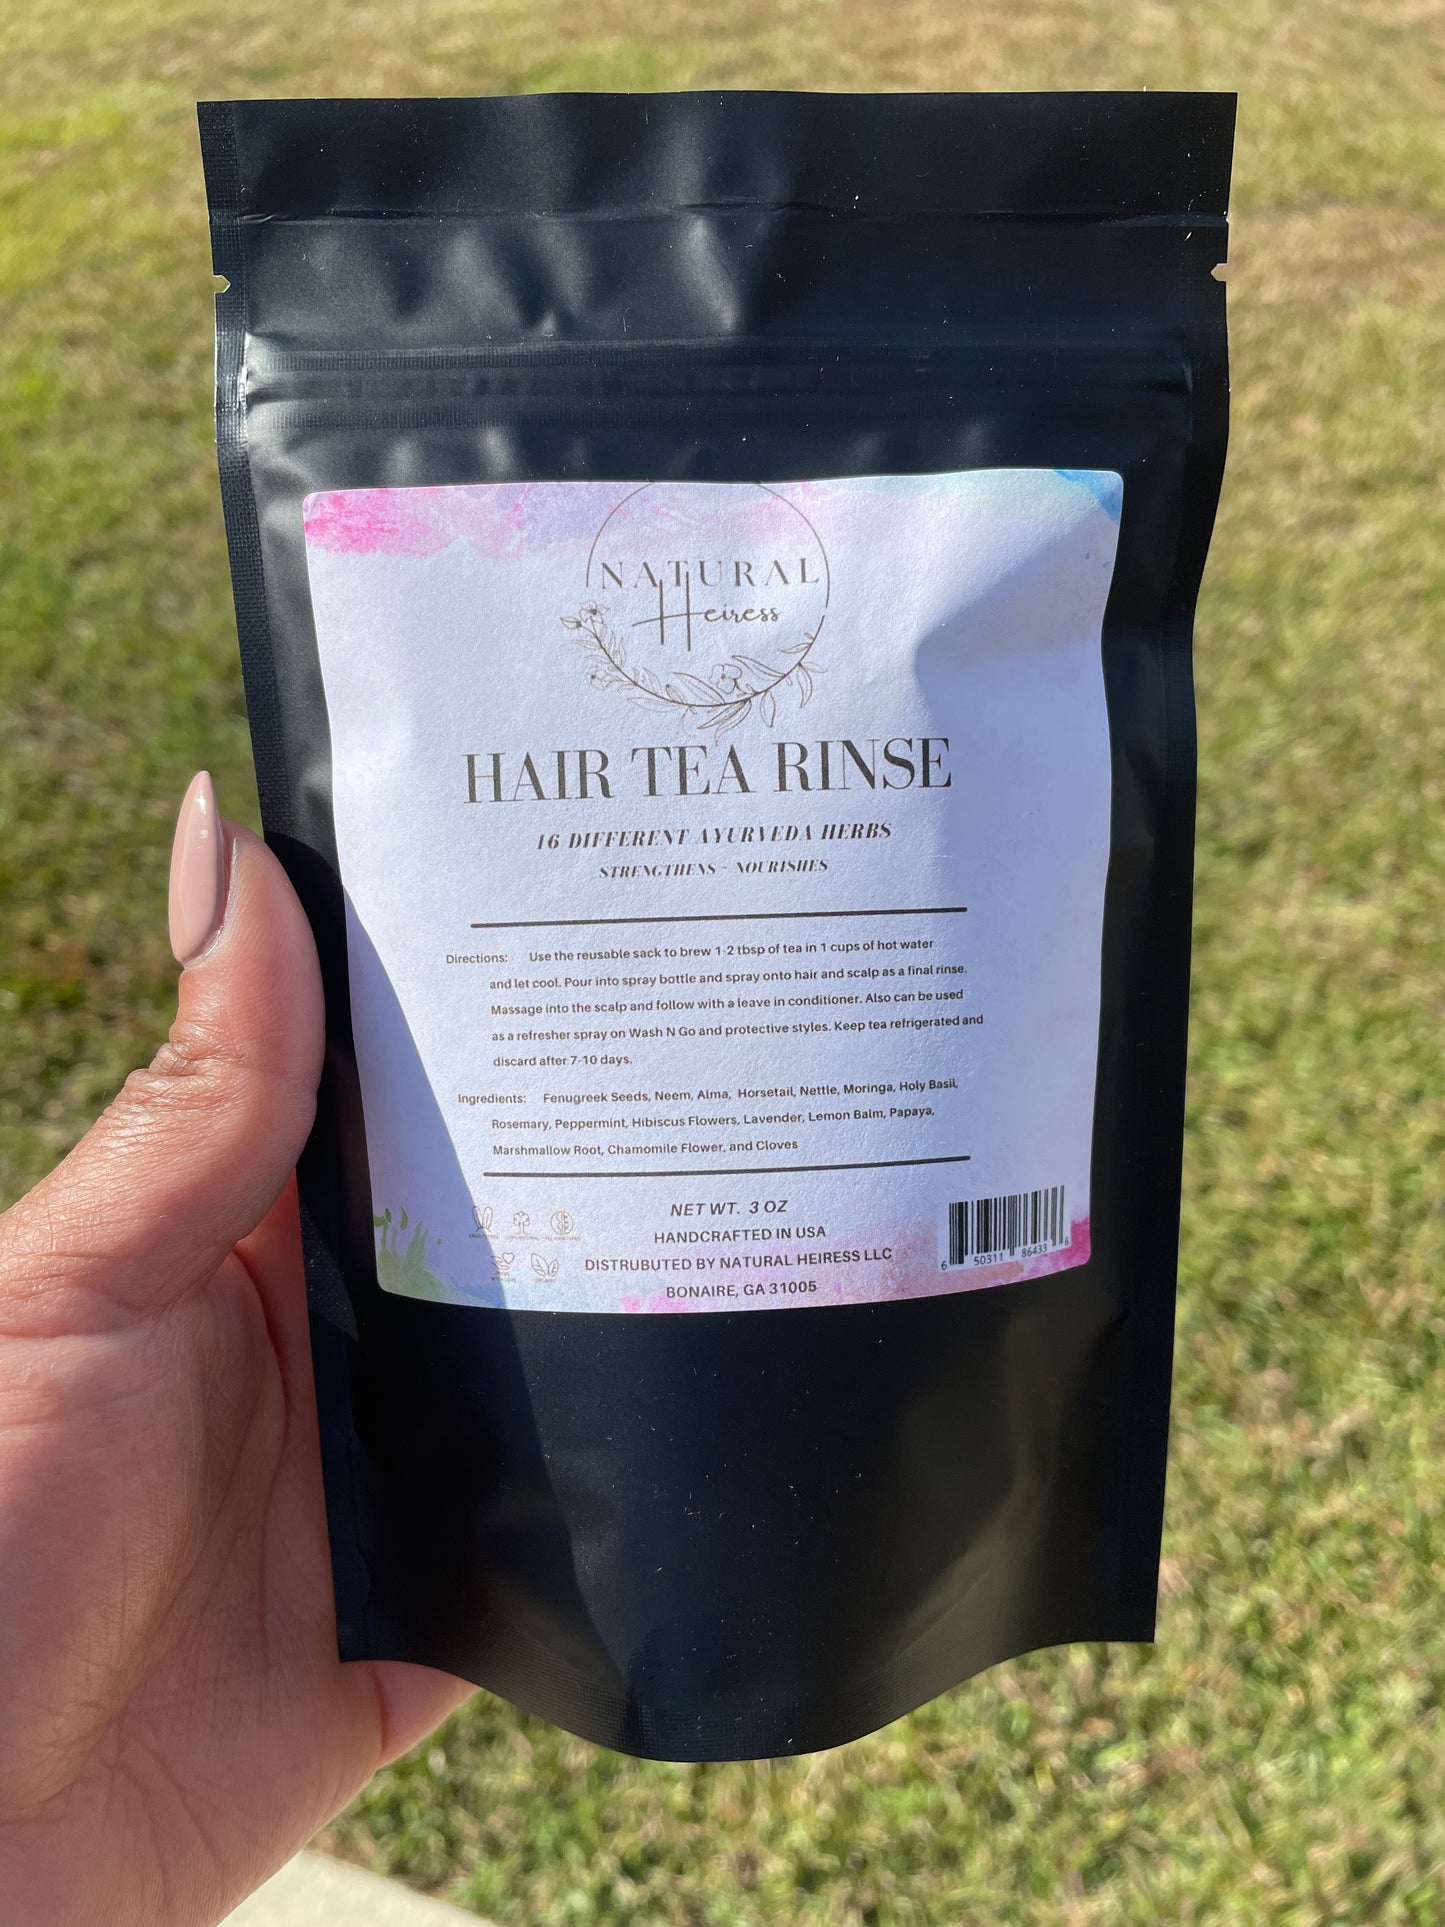 NATURAL
Heiress
HAIR TEA RINSE
16 DIFFERENT AYURVEDA HERBS
STRENGTHENS ~ NOURISHES
Directions: Use the reusable sack to brew 1-2 tbsp of tea in 1 cups of hot water
and let cool. Pour into spray bottle and spray onto hair and scalp as a final rinse.
Massage into the scalp and follow with a leave in conditioner. Also can be used
as a refresher spray on Wash N Go and protective styles. Keep tea refrigerated and
discard after 7-10 days.
Ingredients: Fenugreek Seeds, Neem, Alma, Horsetail, Nettle, Moringa, Holy Basil,
Rosemary, Peppermint, Hibiscus Flowers, Lavender, Lemon Balm, Papaya,
Marshmallow Root, Chamomile Flower, and Cloves
NET WT. 3 OZ
HANDCRAFTED IN USA
DISTRUBUTED BY NATURAL HEIRESS LLC
BONAIRE, GA 31005
6 50311 86433 6